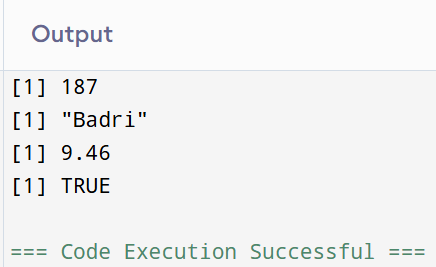 Output
[1] 187
[1] "Badri"
[1] 9.46
[1] TRUE
=== Code Execution Successful ===